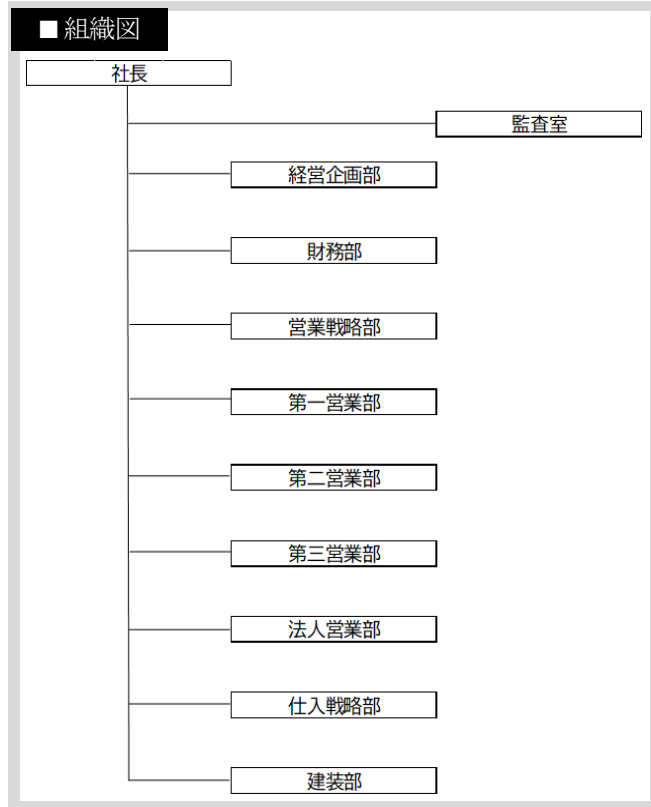 ■ 組織図
社長
監査室
経営企画部
財務部
営業戦略部
第一営業部
第二営業部
第三営業部
法人営業部
仕入戦略部
建装部